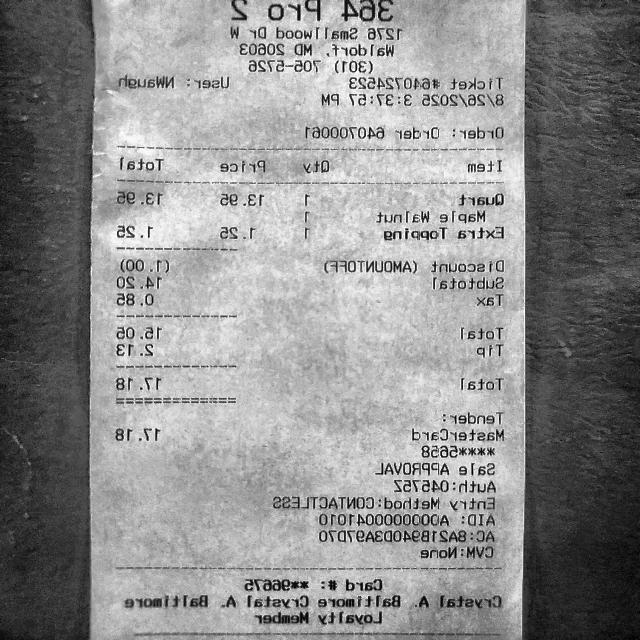 364 Pro 2
1276 Smallwood Dr W
Waldorf, MD 20603
(301) 705-5726
Ticket #640724523 User: NWaugh
8/26/2025 3:37:57 PM
Order: Order 640700061
Item Qty Price Total
Quart 1 13.95 13.95
Maple Walnut 1
Extra Topping 1 1.25 1.25
Discount (AMOUNTOFF) (1.00)
Subtotal 14.20
Tax 0.85
Total 15.05
Tip 2.13
Total 17.18
Tender:
MasterCard 17.18
****5658
Sale APPROVAL
Auth:04575Z
Entry Method:CONTACTLESS
AID: A0000000041010
AC:8A21B940D3A97D70
CVM:None
Card #: **96675
Crystal A. Baltimore Crystal A. Baltimore
Loyalty Member